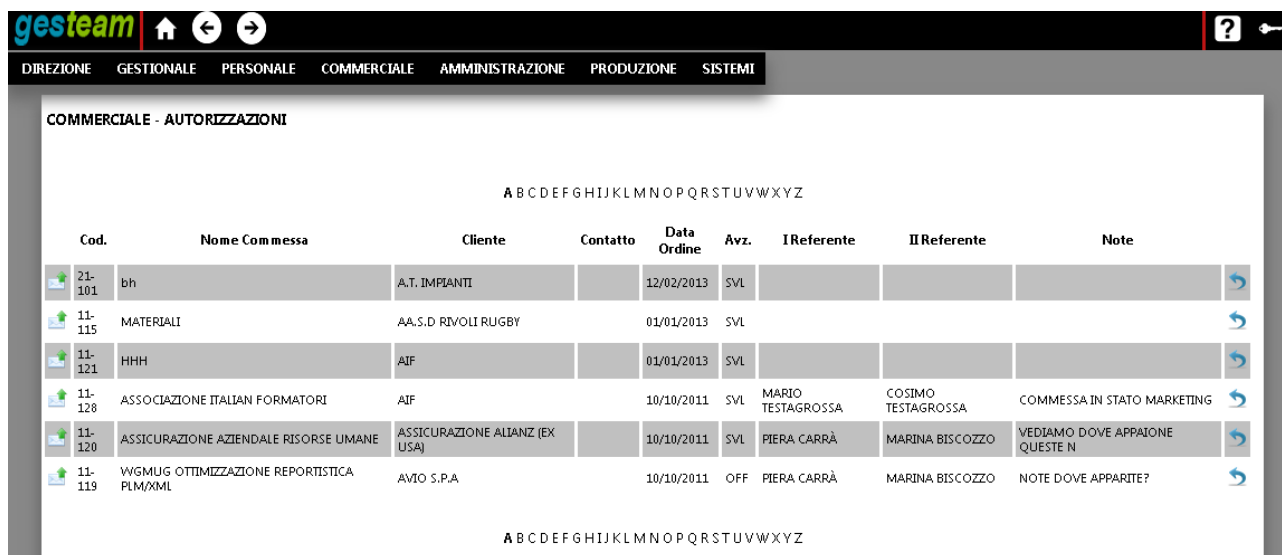 gesteam
?
DIREZIONE GESTIONALE PERSONALE COMMERCIALE AMMINISTRAZIONE PRODUZIONE SISTEMI
COMMERCIALE - AUTORIZZAZIONI
A B C D E F G H I J K L M N O P Q R S T U V W X Y Z
Cod. Nome Commessa Cliente Contatto Data Ordine Avz. I Referente II Referente Note
21-101 bh A.T. IMPIANTI 12/02/2013 SVL
11-115 MATERIALI AA.S.D RIVOLI RUGBY 01/01/2013 SVL
11-121 HHH AIF 01/01/2013 SVL
11-128 ASSOCIAZIONE ITALIAN FORMATORI AIF 10/10/2011 SVL MARIO TESTAGROSSA COSIMO TESTAGROSSA COMMESSA IN STATO MARKETING
11-120 ASSICURAZIONE AZIENDALE RISORSE UMANE ASSICURAZIONE ALIANZ (EX USA) 10/10/2011 SVL PIERA CARRÀ MARINA BISCOZZO VEDIAMO DOVE APPAIONE QUESTE N
11-119 WGMUG OTTIMIZZAZIONE REPORTISTICA PLM/XML AVIO S.P.A 10/10/2011 OFF PIERA CARRÀ MARINA BISCOZZO NOTE DOVE APPARITE?
A B C D E F G H I J K L M N O P Q R S T U V W X Y Z